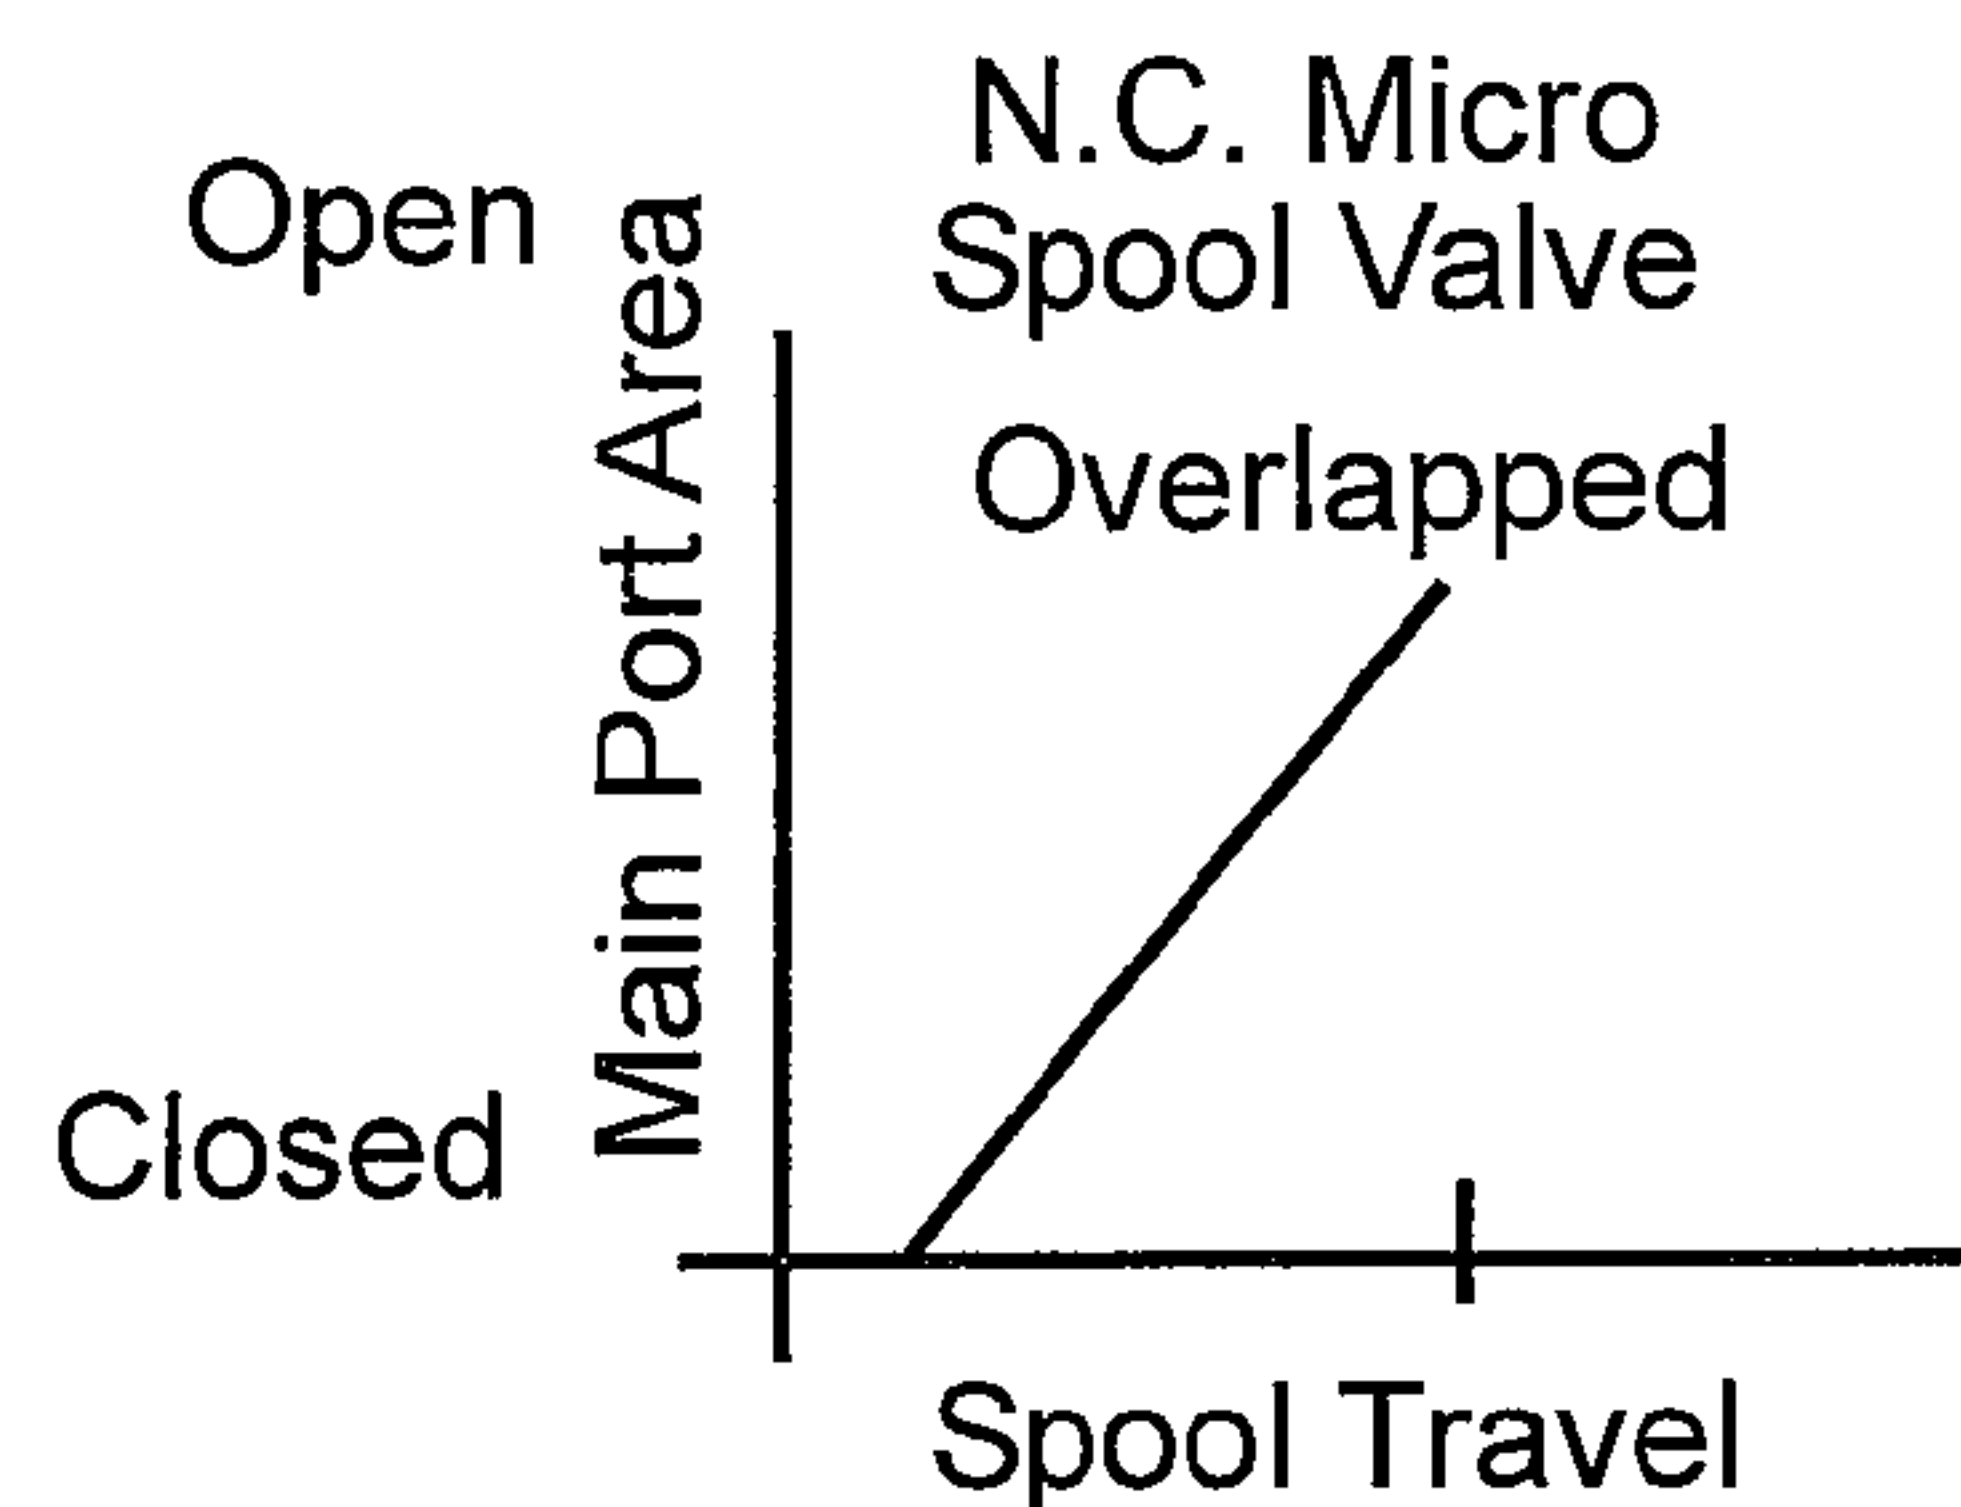 N.C. Micro
Spool Valve
Open
Main Port Area
Overlapped
Closed
Spool Travel